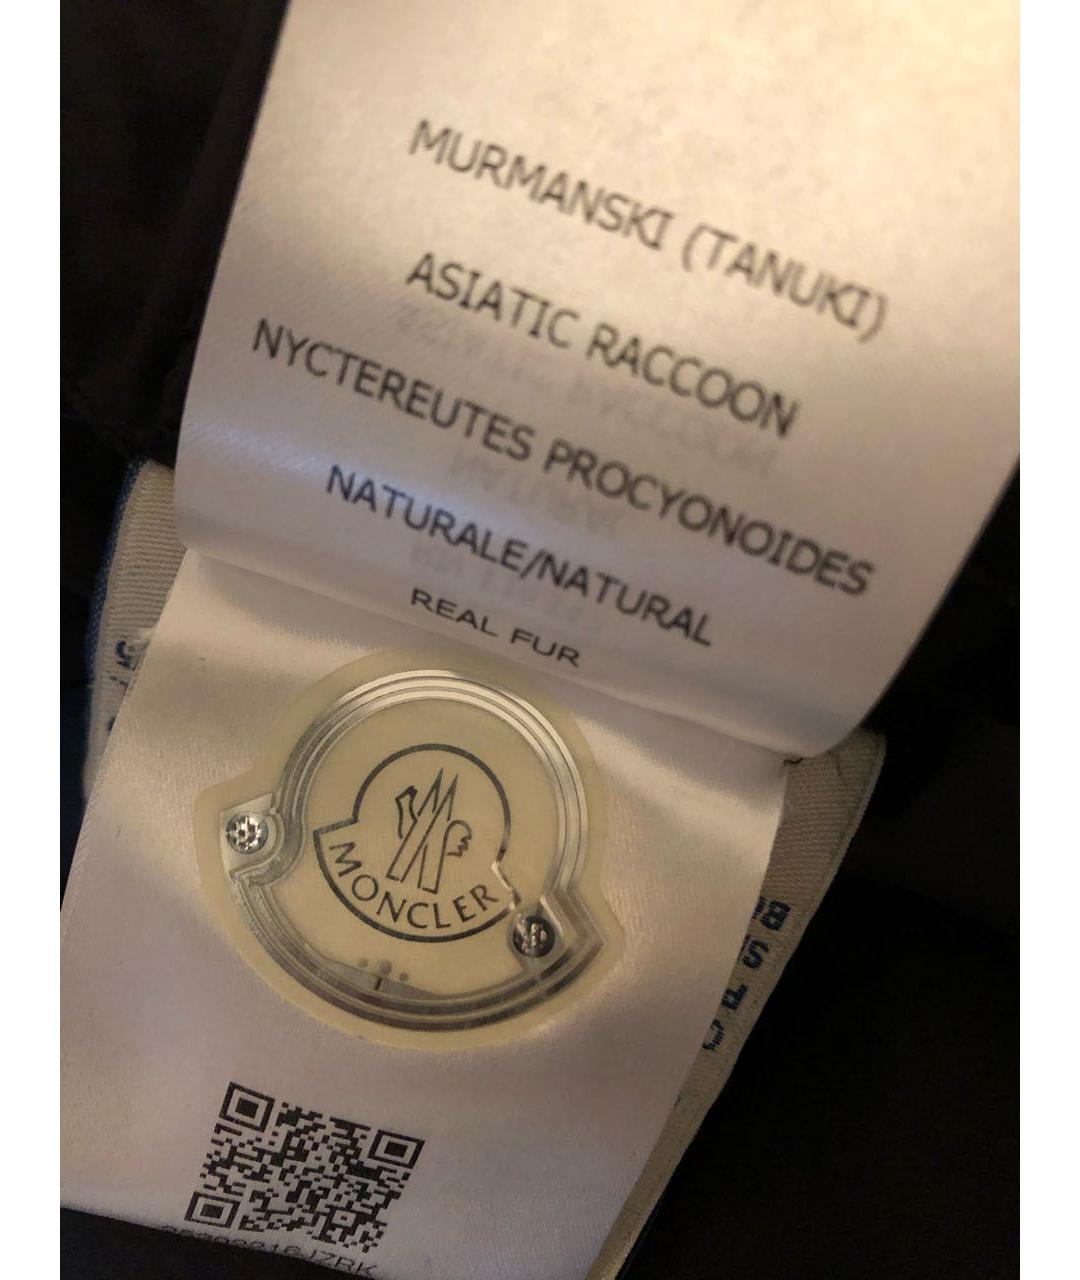 MURMANSKI (TANUKI)
ASIATIC RACCOON
NYCTEREUTES PROCYONOIDES
NATURALE/NATURAL
REAL FUR
MONCLER